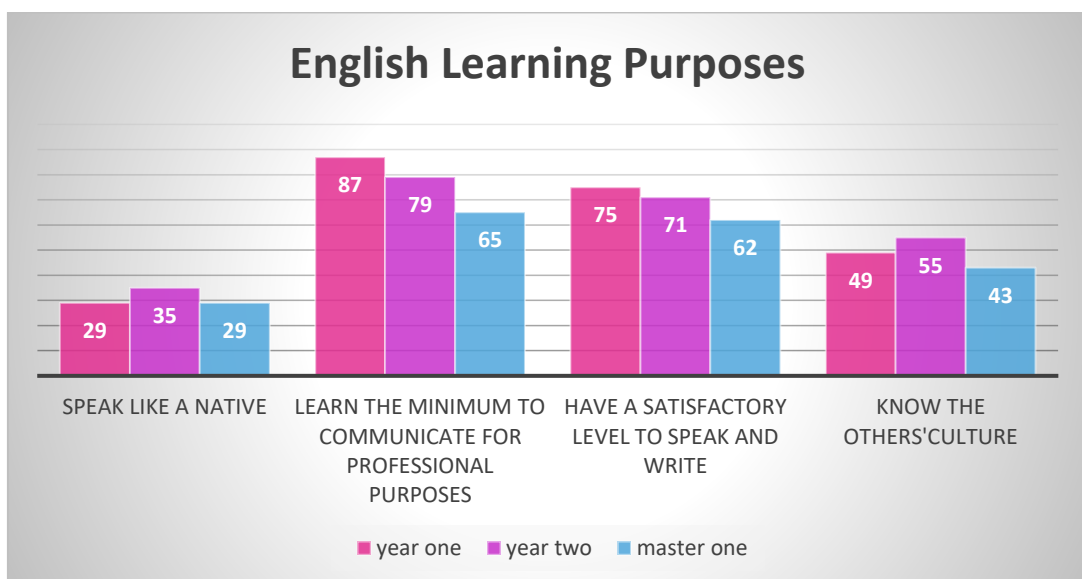 English Learning Purposes
87
79
65
75
71
62
29
35
29
49
55
43
SPEAK LIKE A NATIVE
LEARN THE MINIMUM TO
COMMUNICATE FOR
PROFESSIONAL
PURPOSES
HAVE A SATISFACTORY
LEVEL TO SPEAK AND
WRITE
KNOW THE
OTHERS'CULTURE
year one
year two
master one